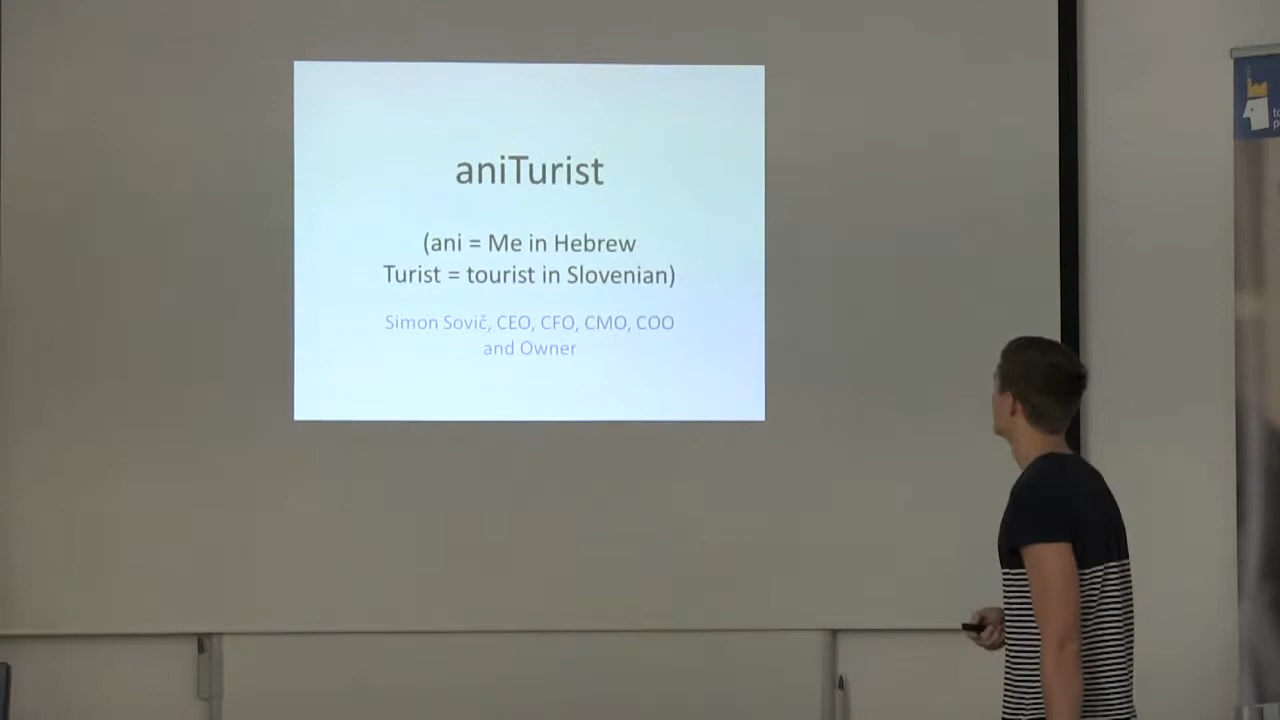 aniTurist
(ani = Me in Hebrew
Turist = tourist in Slovenian)
Simon Sovič, CEO, CFO, CMO, COO
and Owner